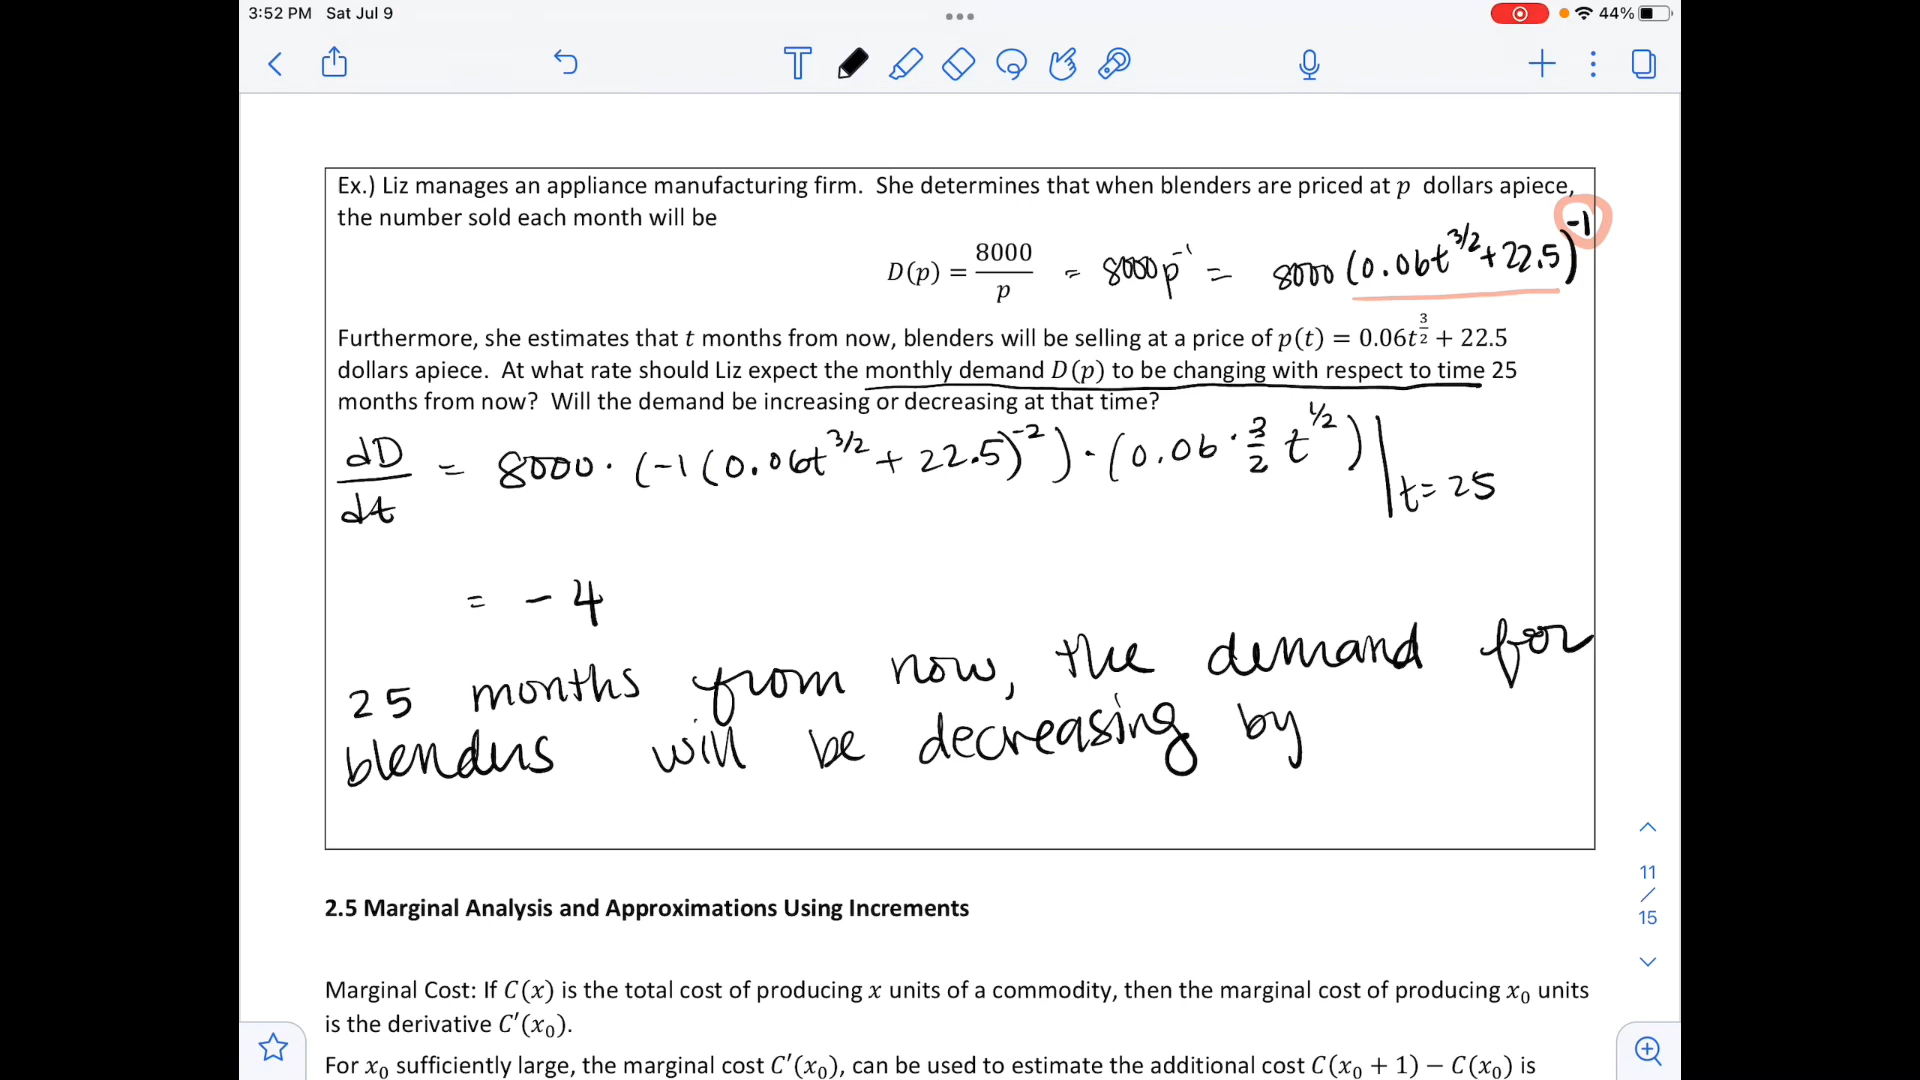 3:52 PM Sat Jul 9
44%
T
Ex.) Liz manages an appliance manufacturing firm. She determines that when blenders are priced at p dollars apiece,
the number sold each month will be
D(p) = 8000/p = 8000p⁻¹ = 8000 (0.06t^{3/2} + 22.5)^{-1}
Furthermore, she estimates that t months from now, blenders will be selling at a price of p(t) = 0.06t^{3/2} + 22.5
dollars apiece. At what rate should Liz expect the monthly demand D(p) to be changing with respect to time 25
months from now? Will the demand be increasing or decreasing at that time?
dD/dt = 8000 · (-1(0.06t^{3/2} + 22.5)^{-2}) · (0.06 · 3/2 t^{1/2}) | t = 25
= - 4
25 months from now, the demand for
blenders will be decreasing by
11
/
15
2.5 Marginal Analysis and Approximations Using Increments
Marginal Cost: If C(x) is the total cost of producing x units of a commodity, then the marginal cost of producing x₀ units
is the derivative C′(x₀).
For x₀ sufficiently large, the marginal cost C′(x₀), can be used to estimate the additional cost C(x₀ + 1) − C(x₀) is